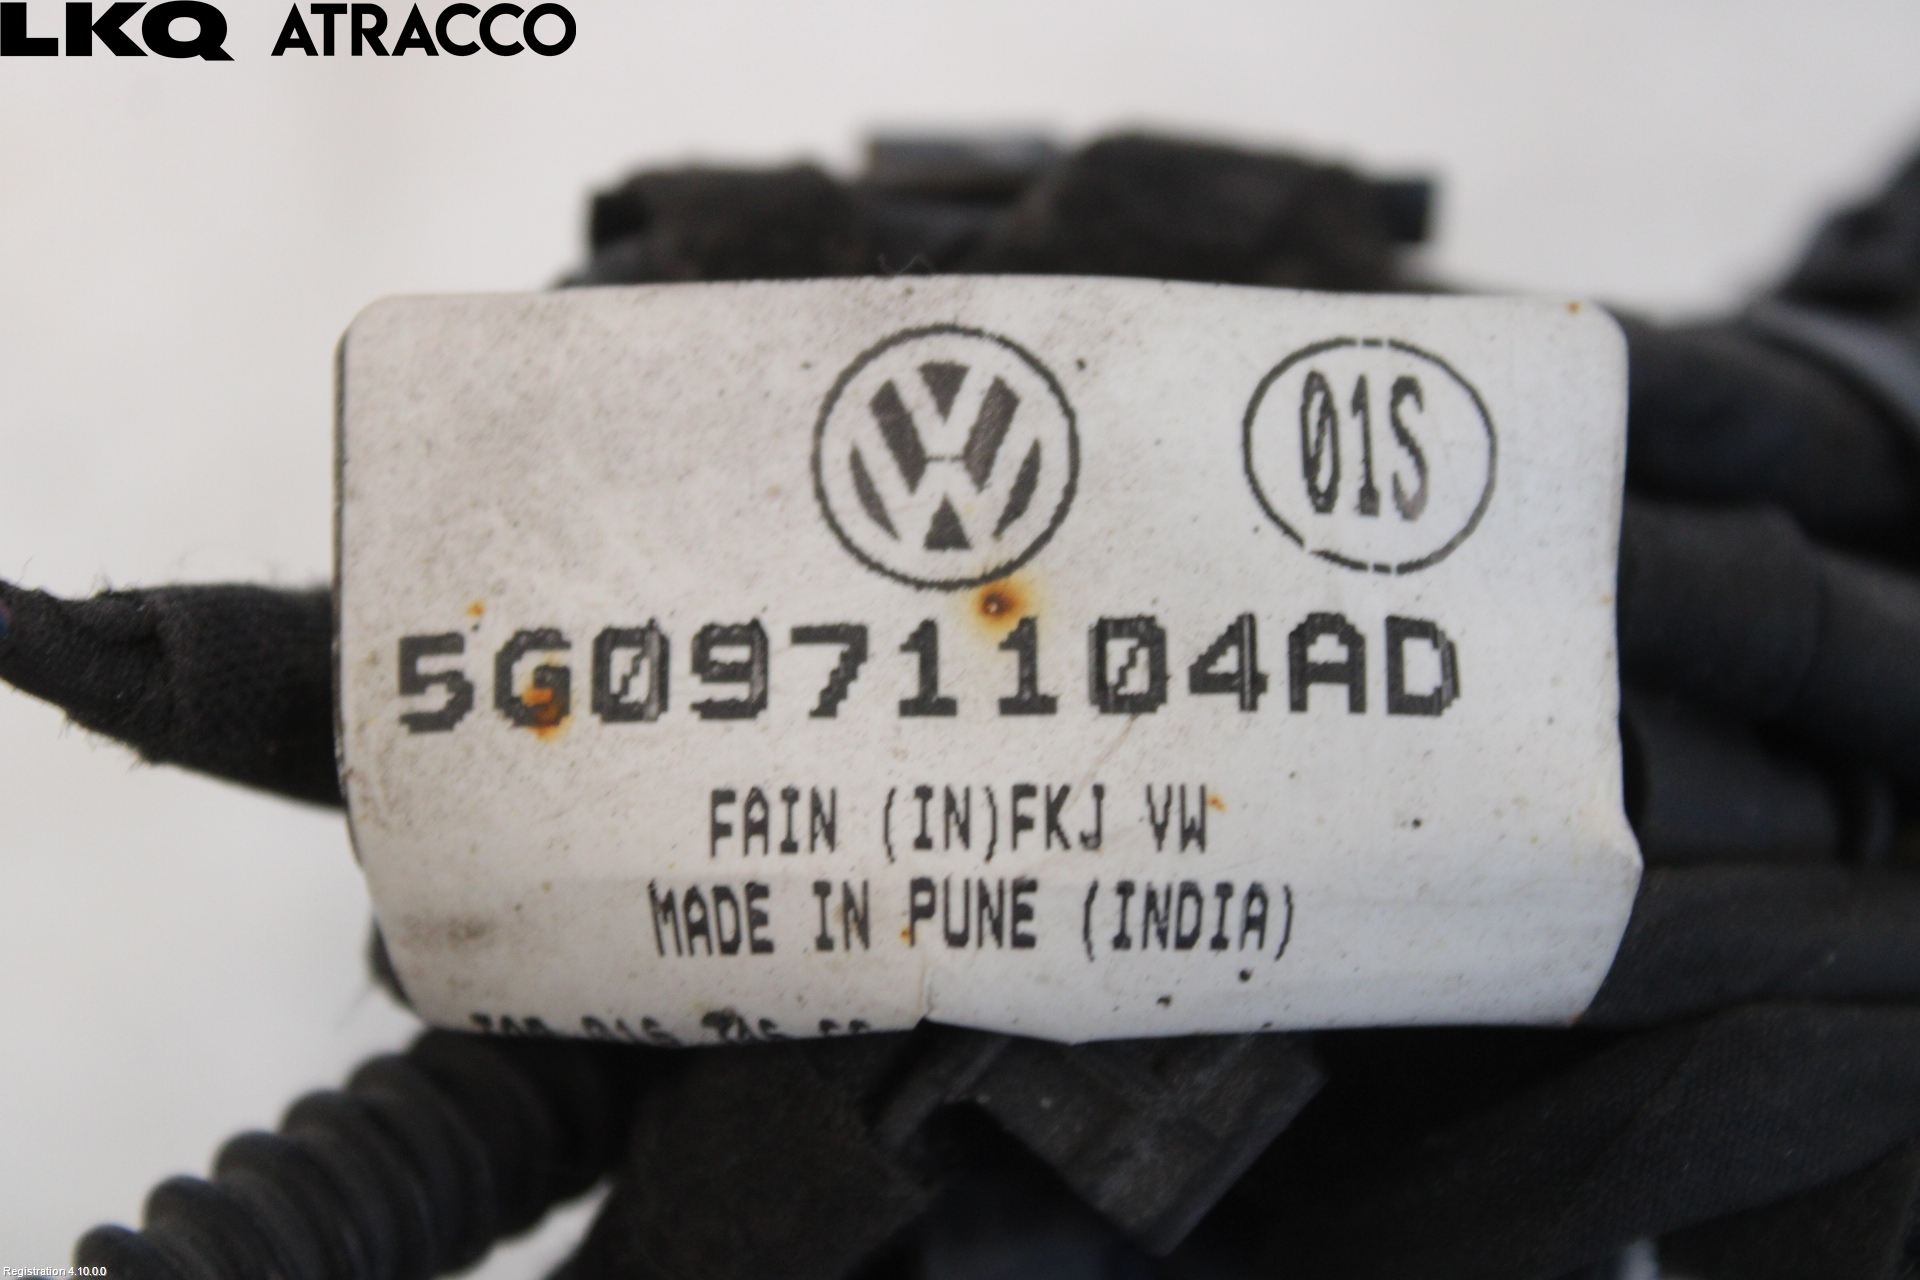 LKQ ATRACCO
01S
5G0971104AD
FAIN (IN)FKJ VW
MADE IN PUNE (INDIA)
Registration 4.10.0.0